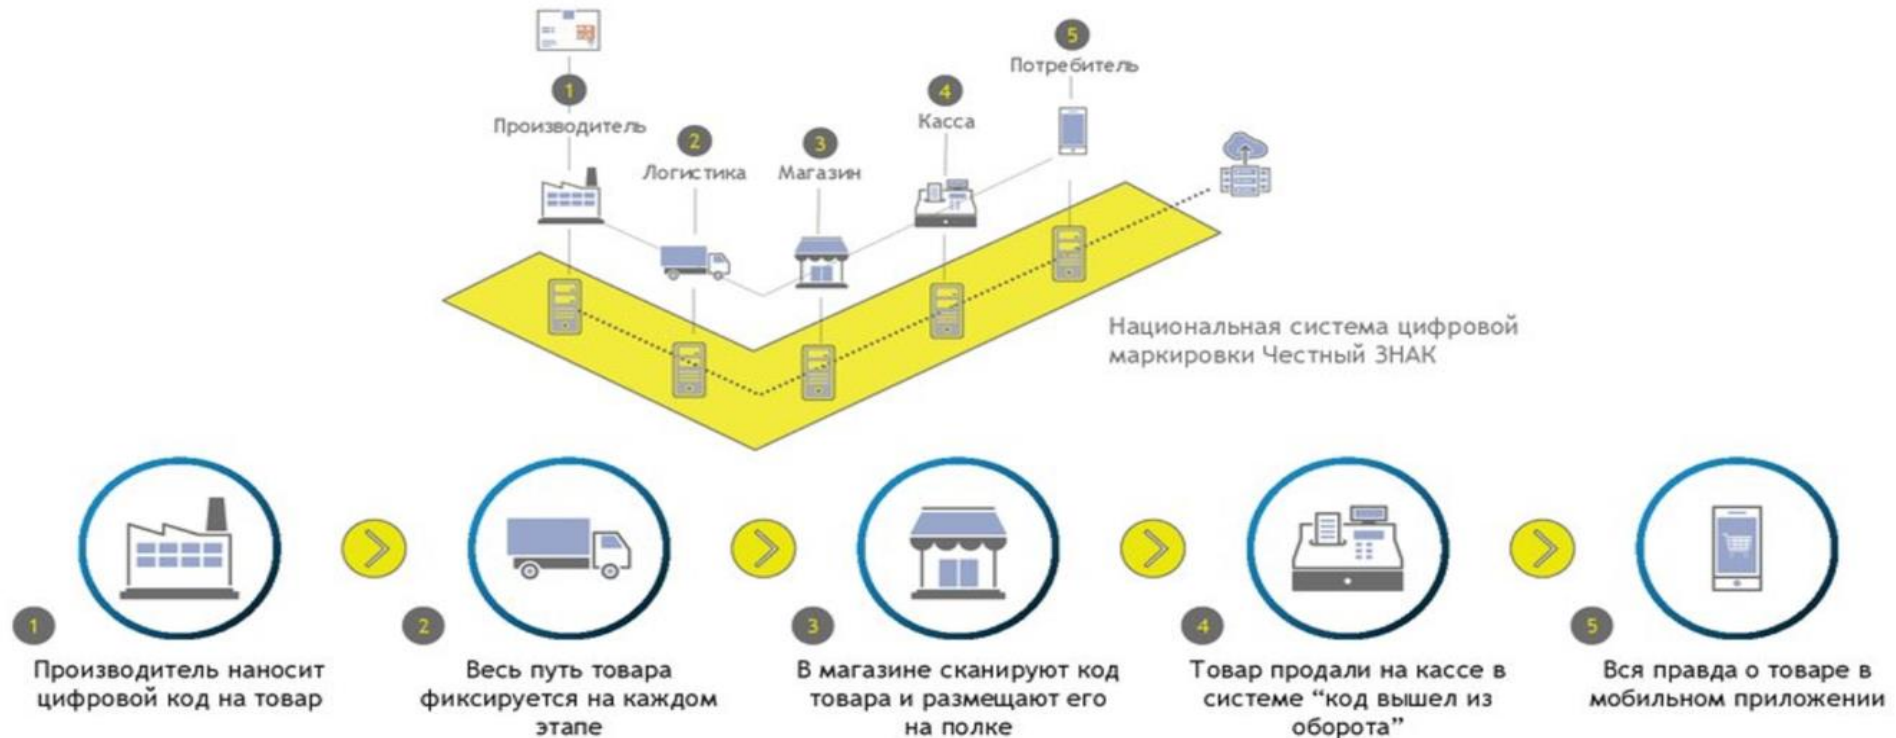 5
Потребитель
1
Производитель
2
Логистика
3
Магазин
4
Касса
Национальная система цифровой
маркировки Честный ЗНАК
1
Производитель наносит
цифровой код на товар
2
Весь путь товара
фиксируется на каждом
этапе
3
В магазине сканируют код
товара и размещают его
на полке
4
Товар продали на кассе в
системе “код вышел из
оборота”
5
Вся правда о товаре в
мобильном приложении